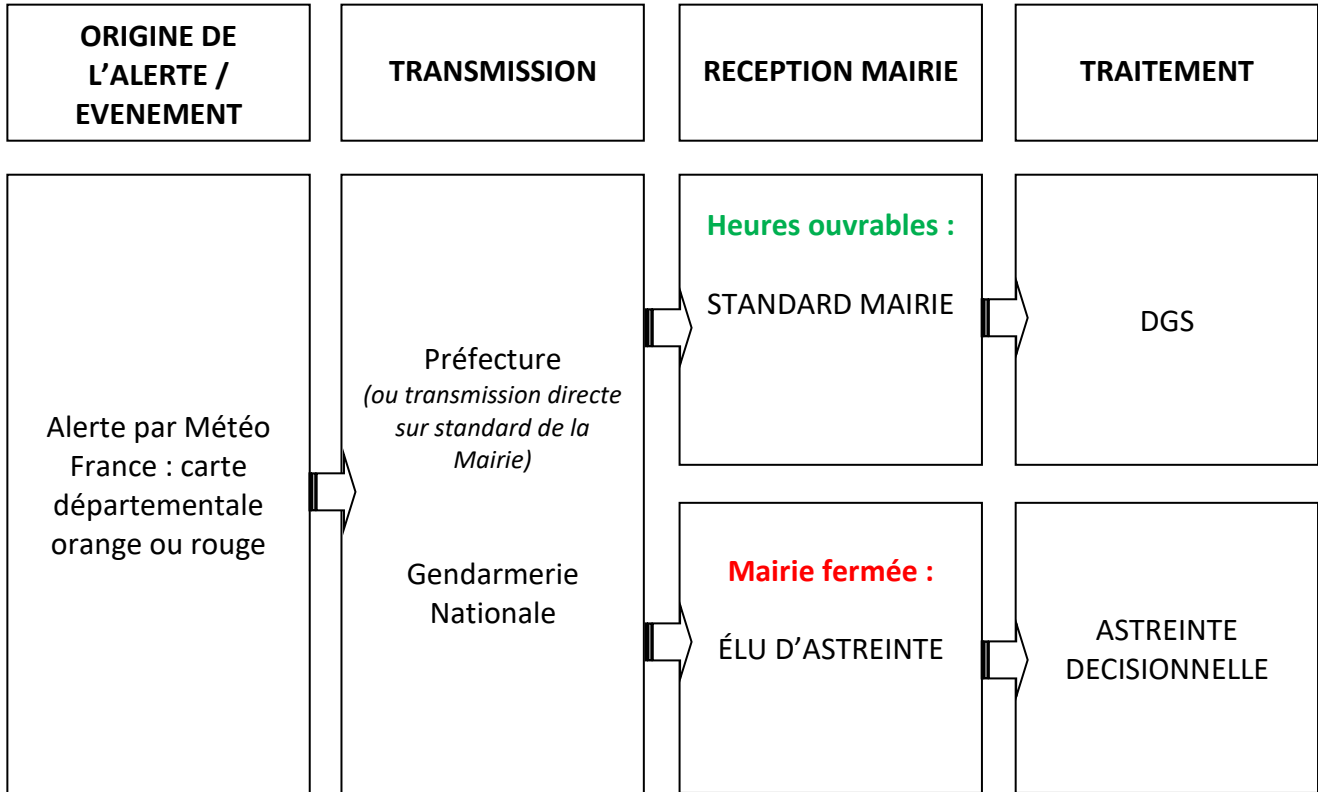 ORIGINE DE
L’ALERTE /
EVENEMENT
TRANSMISSION
RECEPTION MAIRIE
TRAITEMENT
Alerte par Météo
France : carte
départementale
orange ou rouge
Préfecture
(ou transmission directe
sur standard de la
Mairie)
Gendarmerie
Nationale
Heures ouvrables :
STANDARD MAIRIE
DGS
Mairie fermée :
ÉLU D’ASTREINTE
ASTREINTE
DECISIONNELLE